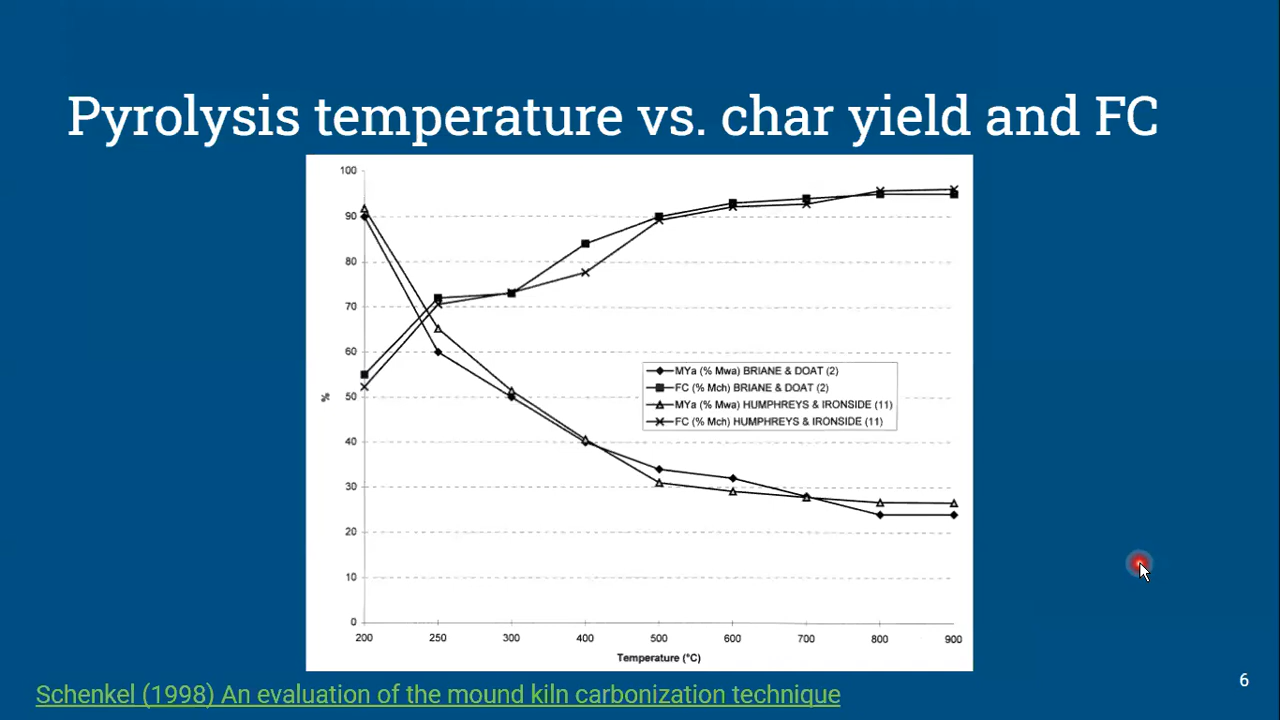 Pyrolysis temperature vs. char yield and FC
100
90
80
70
60
50
40
30
20
10
0
%
MYa (% Mwa) BRIANE & DOAT (2)
FC (% Mch) BRIANE & DOAT (2)
MYa (% Mwa) HUMPHREYS & IRONSIDE (11)
FC (% Mch) HUMPHREYS & IRONSIDE (11)
200 250 300 400 500 600 700 800 900
Temperature (°C)
Schenkel (1998) An evaluation of the mound kiln carbonization technique
6